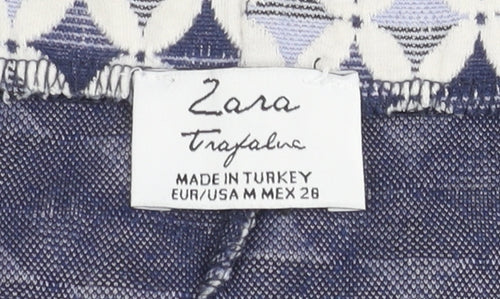 Zara
Trafaluc
MADE IN TURKEY
EUR/USA M MEX 28